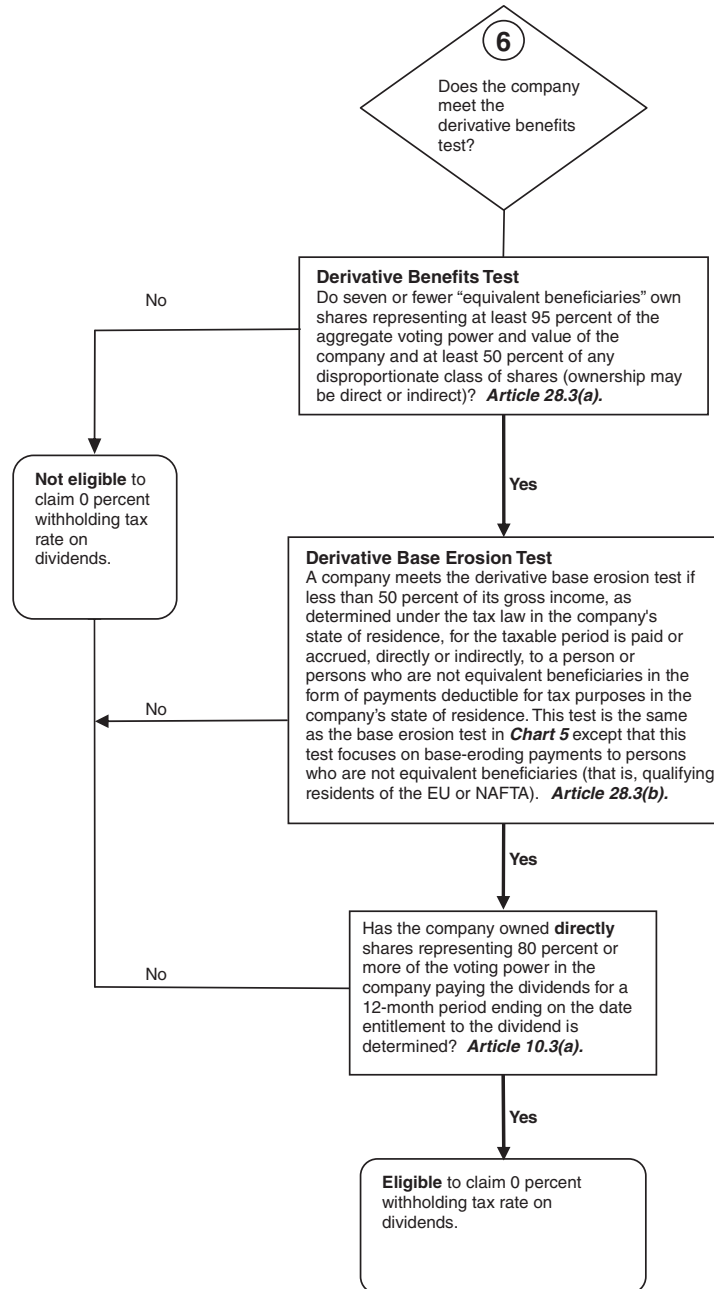 6
Does the company
meet the
derivative benefits
test?
Derivative Benefits Test
Do seven or fewer “equivalent beneficiaries” own
shares representing at least 95 percent of the
aggregate voting power and value of the
company and at least 50 percent of any
disproportionate class of shares (ownership may
be direct or indirect)? Article 28.3(a).
No
Not eligible to
claim 0 percent
withholding tax
rate on
dividends.
Yes
Derivative Base Erosion Test
A company meets the derivative base erosion test if
less than 50 percent of its gross income, as
determined under the tax law in the company's
state of residence, for the taxable period is paid or
accrued, directly or indirectly, to a person or
persons who are not equivalent beneficiaries in the
form of payments deductible for tax purposes in the
company’s state of residence. This test is the same
as the base erosion test in Chart 5 except that this
test focuses on base-eroding payments to persons
who are not equivalent beneficiaries (that is, qualifying
residents of the EU or NAFTA). Article 28.3(b).
No
Yes
Has the company owned directly
shares representing 80 percent or
more of the voting power in the
company paying the dividends for a
12-month period ending on the date
entitlement to the dividend is
determined? Article 10.3(a).
No
Yes
Eligible to claim 0 percent
withholding tax rate on
dividends.